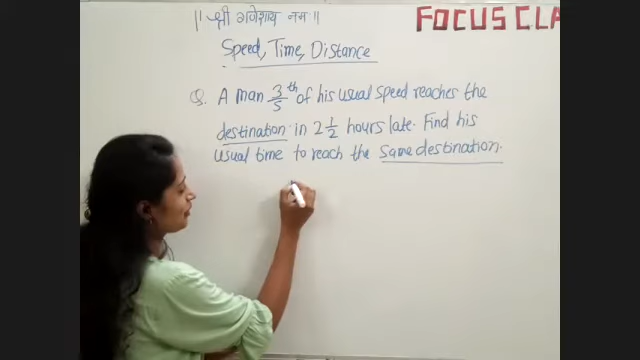 || श्री गणेशाय नमः ||
FOCUS CLA
Speed, Time, Distance
Q. A man 3/5 th of his usual speed reaches the
destination in 2 1/2 hours late. Find his
usual time to reach the same destination.